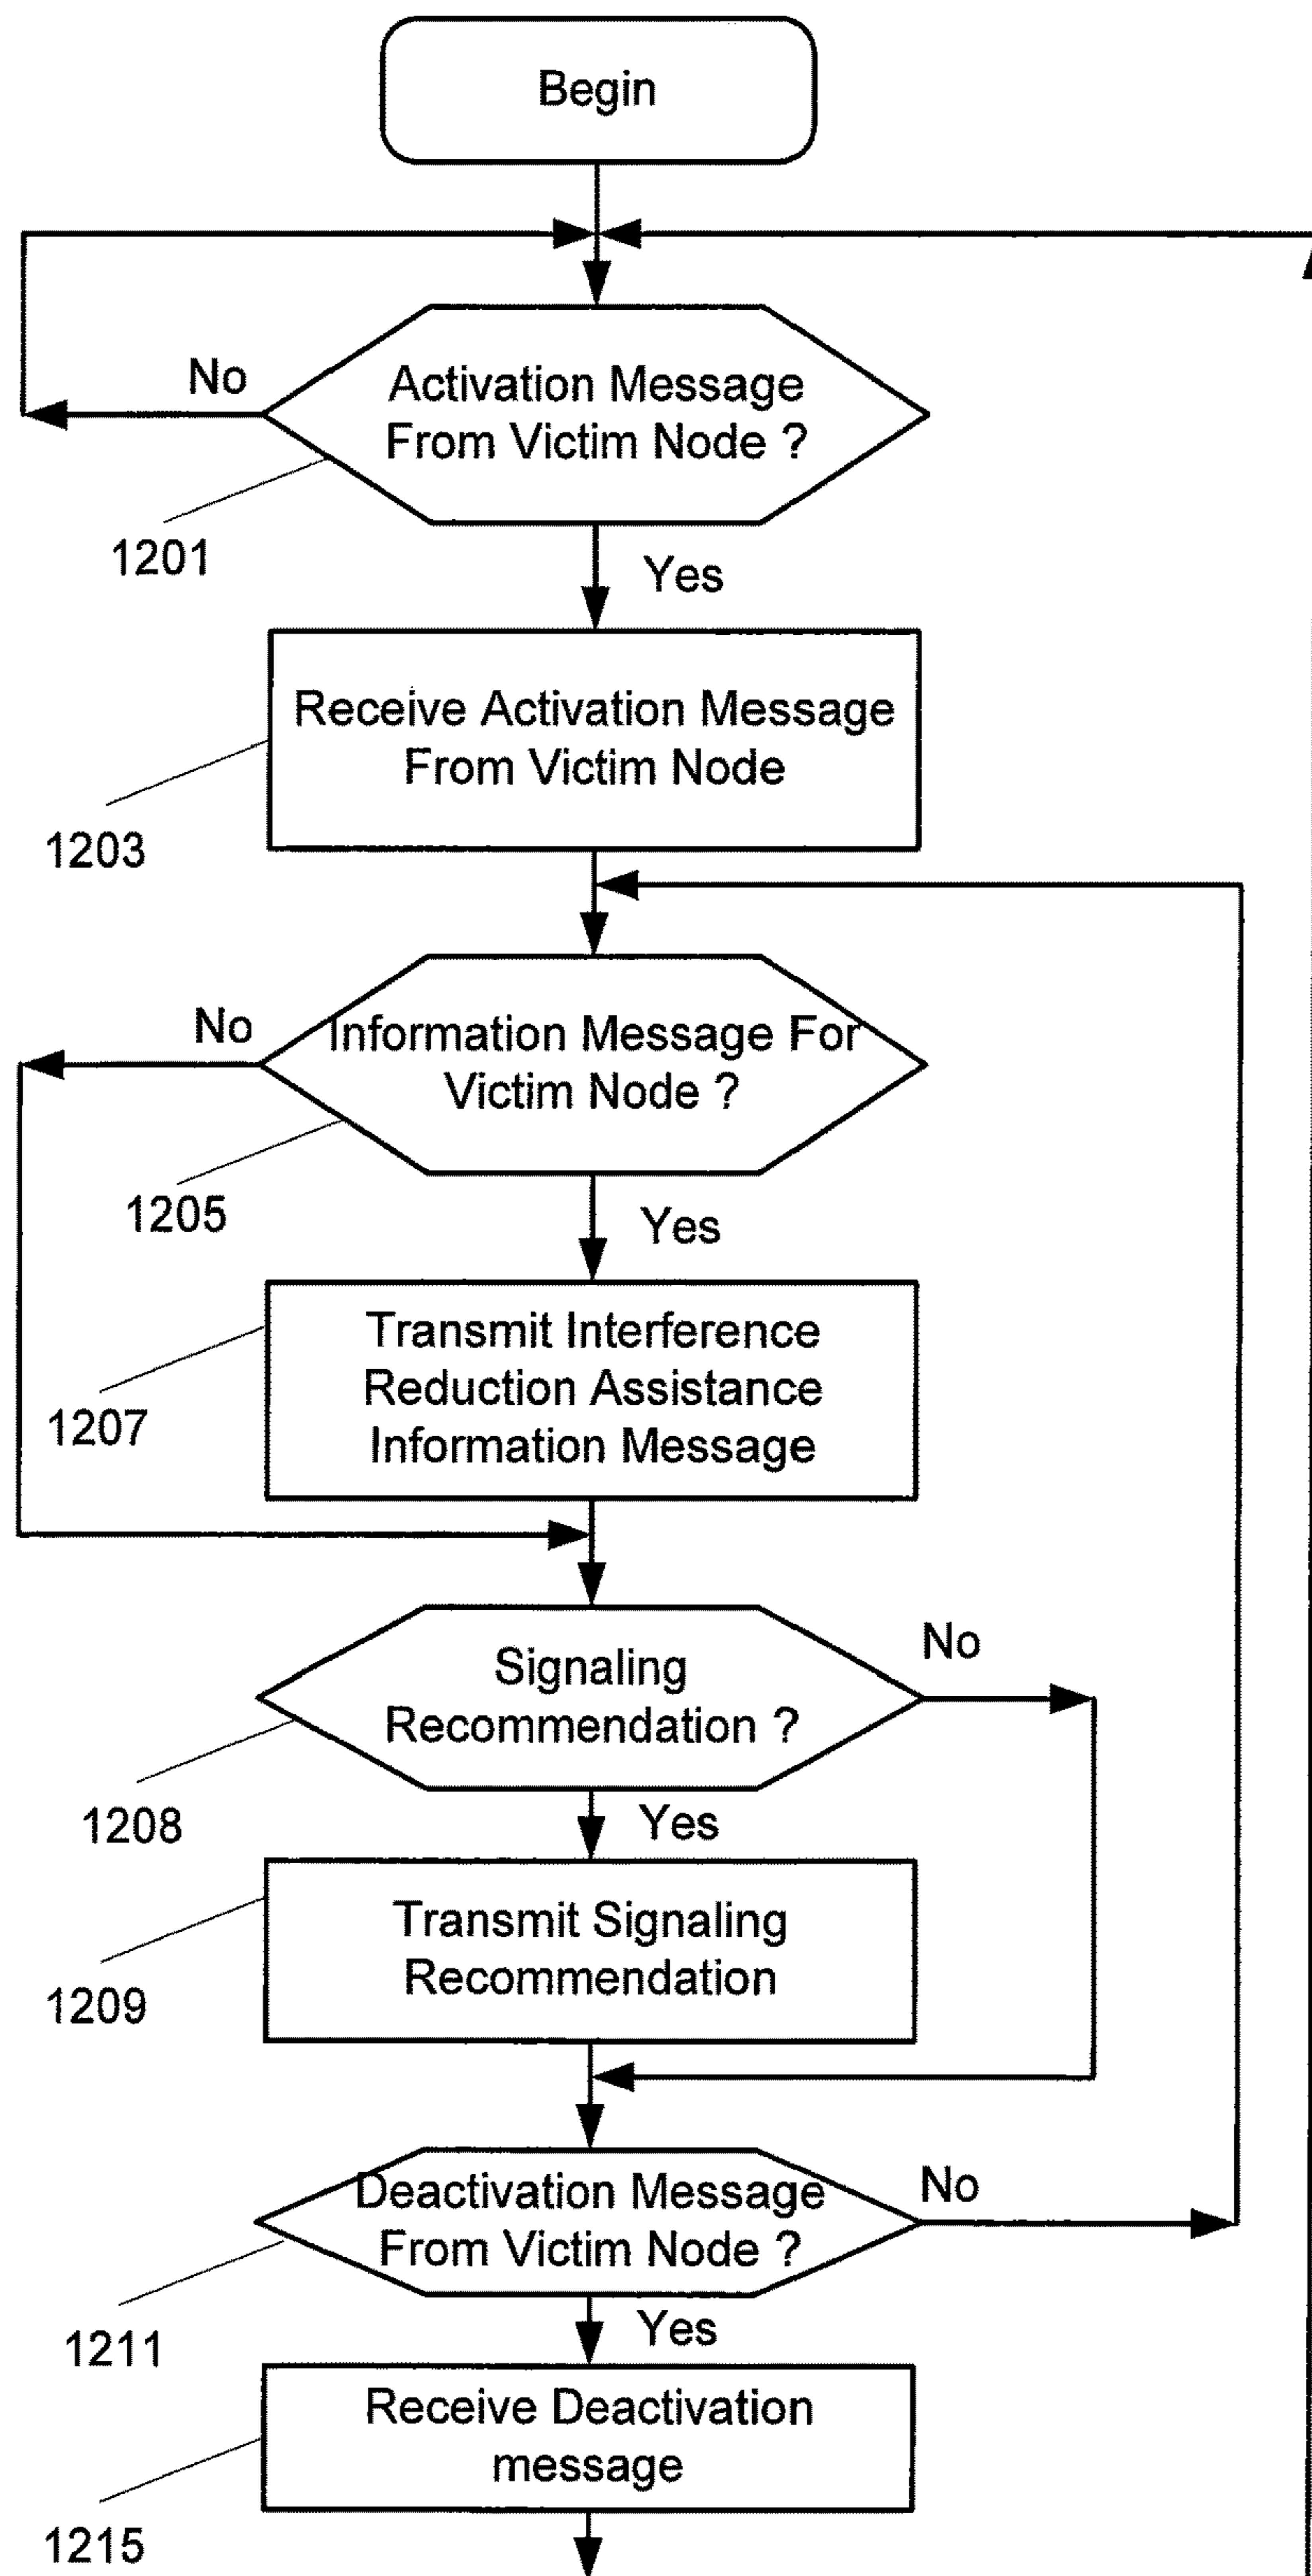 Begin
No
Activation Message
From Victim Node ?
1201
Yes
Receive Activation Message
From Victim Node
1203
No
Information Message For
Victim Node ?
1205
Yes
Transmit Interference
Reduction Assistance
Information Message
1207
No
Signaling
Recommendation ?
1208
Yes
Transmit Signaling
Recommendation
1209
No
Deactivation Message
From Victim Node ?
1211
Yes
Receive Deactivation
message
1215